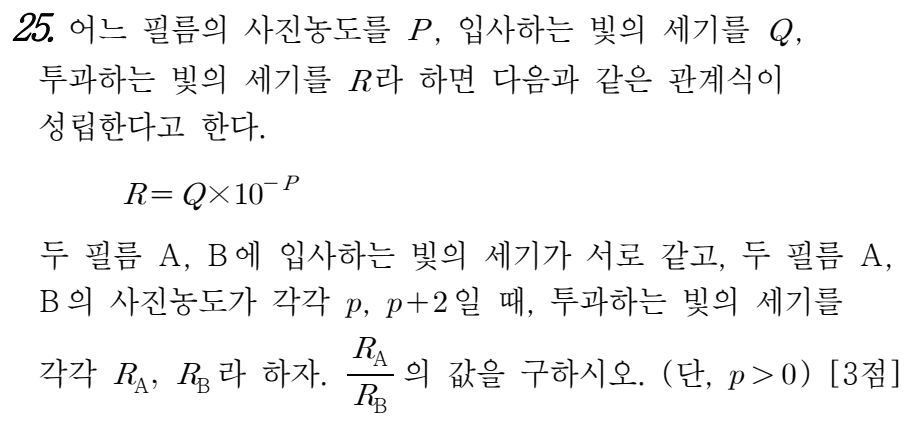 25. 어느 필름의 사진농도를 P, 입사하는 빛의 세기를 Q,
투과하는 빛의 세기를 R라 하면 다음과 같은 관계식이
성립한다고 한다.
R = Q×10^{-P}
두 필름 A, B에 입사하는 빛의 세기가 서로 같고, 두 필름 A,
B의 사진농도가 각각 p, p+2일 때, 투과하는 빛의 세기를
각각 R_A, R_B라 하자. \frac{R_A}{R_B}의 값을 구하시오. (단, p>0) [3점]